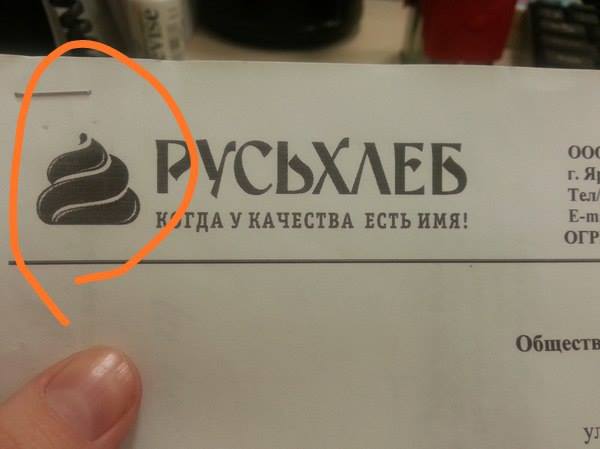 РУСЬХЛЕБ
КОГДА У КАЧЕСТВА ЕСТЬ ИМЯ!
ООО
г. Яр
Тел/
E-m
ОГР
Обществ
ул